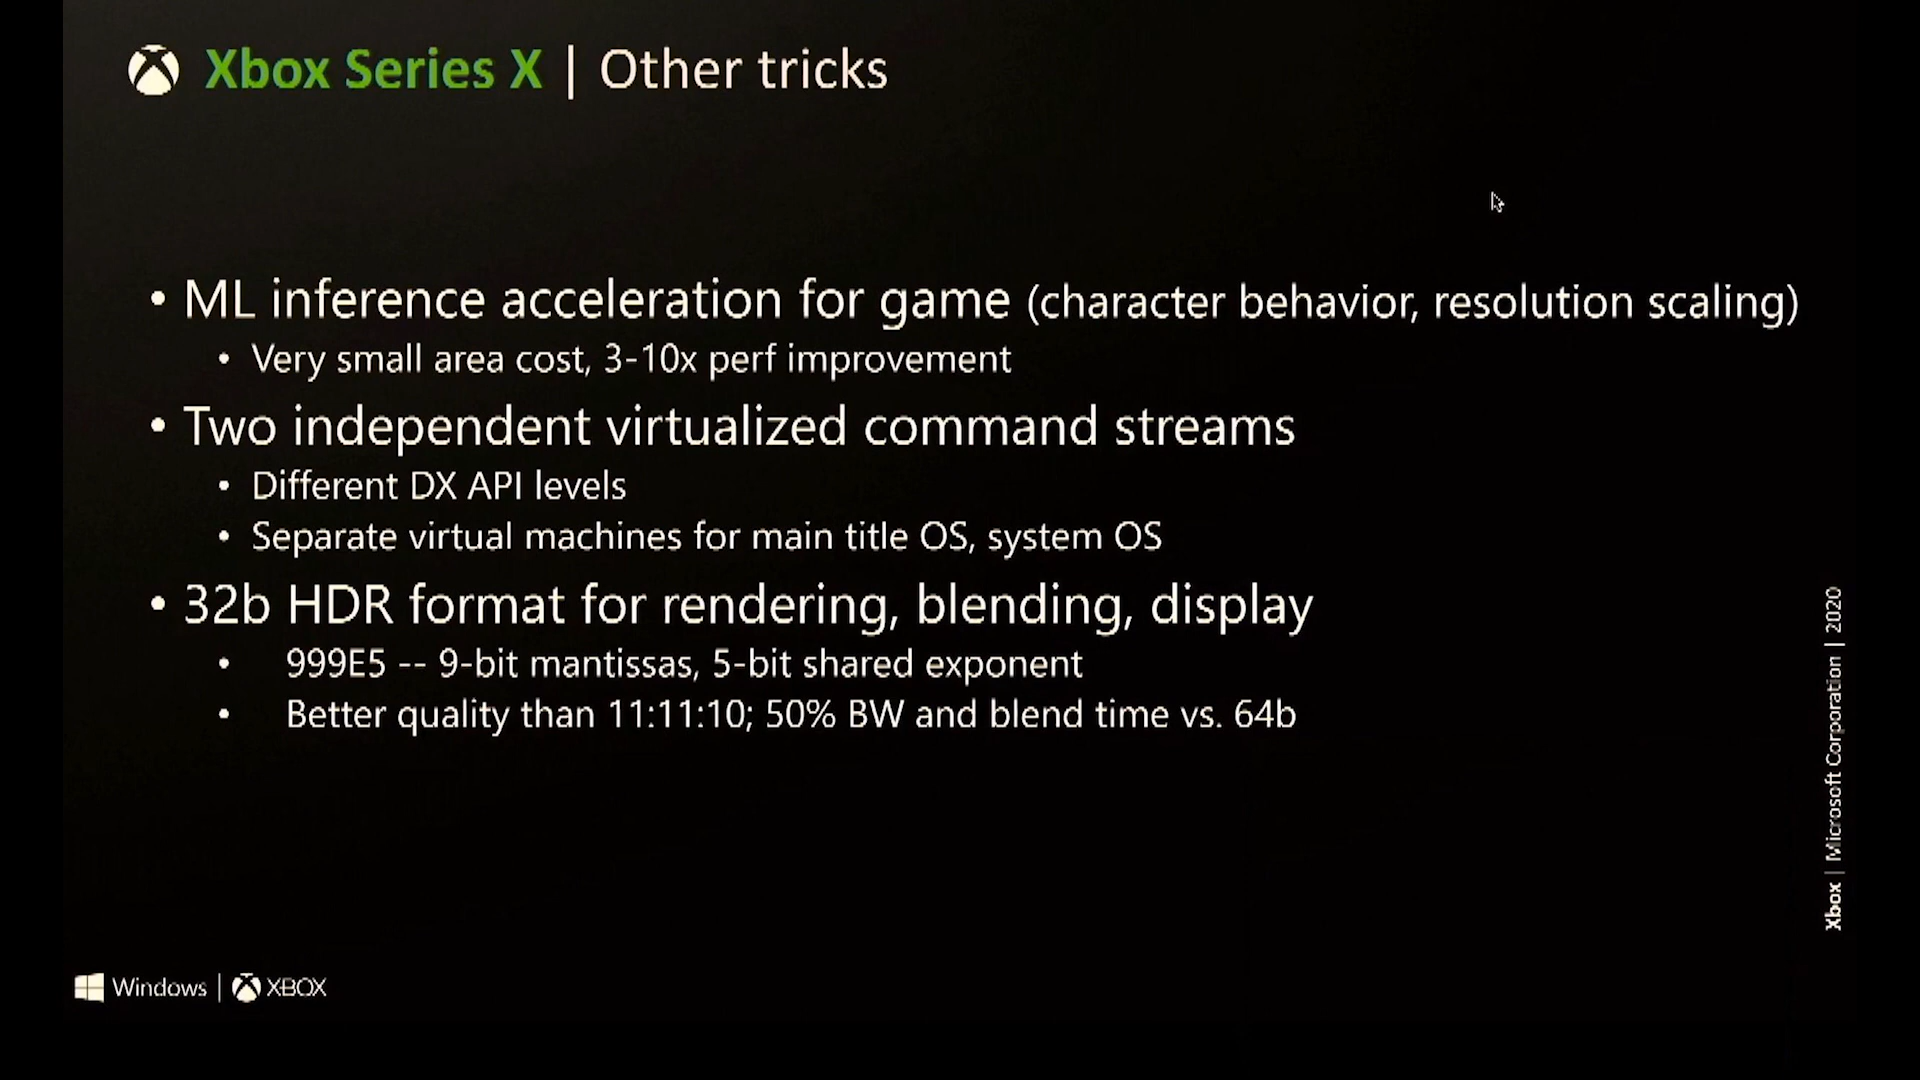 Xbox Series X | Other tricks
• ML inference acceleration for game (character behavior, resolution scaling)
• Very small area cost, 3-10x perf improvement
• Two independent virtualized command streams
• Different DX API levels
• Separate virtual machines for main title OS, system OS
• 32b HDR format for rendering, blending, display
• 999E5 -- 9-bit mantissas, 5-bit shared exponent
• Better quality than 11:11:10; 50% BW and blend time vs. 64b
Xbox | Microsoft Corporation | 2020
Windows | XBOX